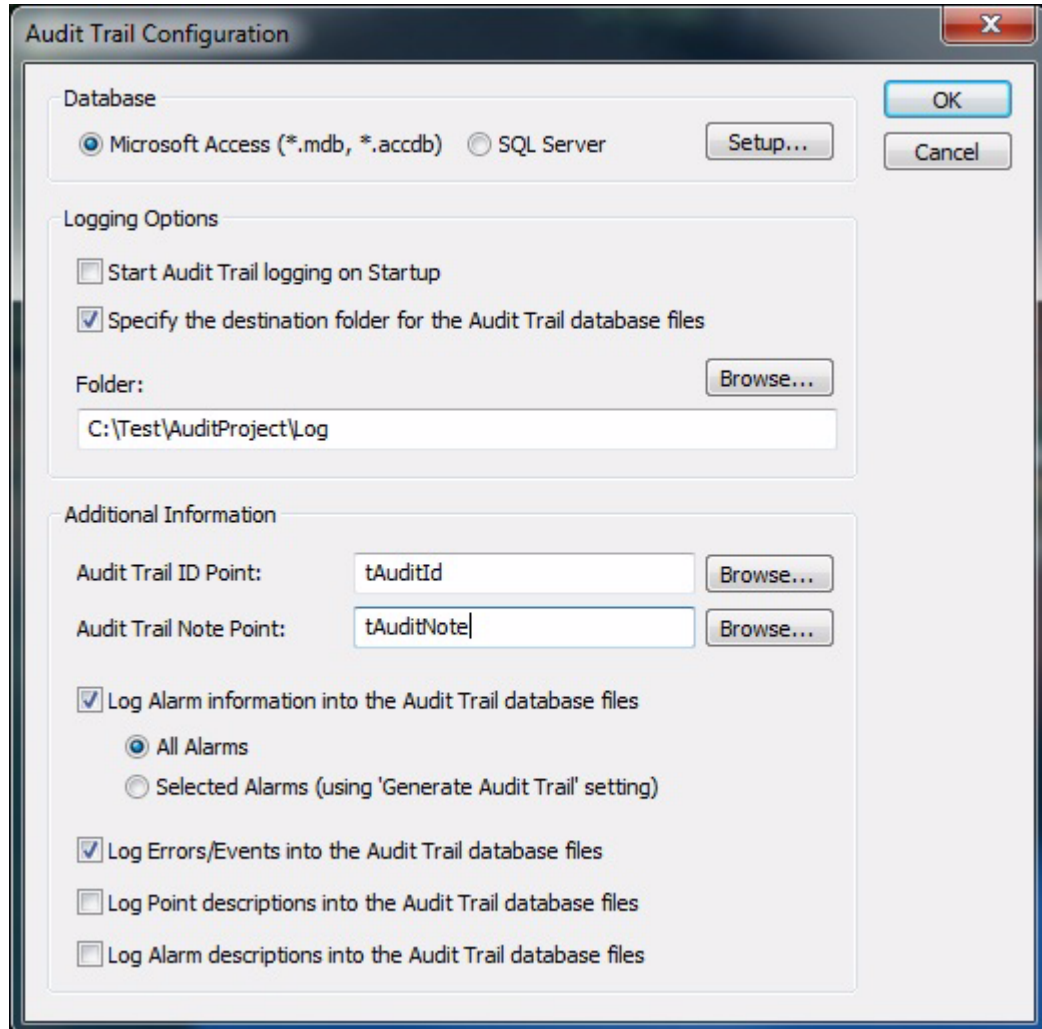 Audit Trail Configuration
Database
OK
Microsoft Access (*.mdb, *.accdb) SQL Server Setup...
Cancel
Logging Options
Start Audit Trail logging on Startup
Specify the destination folder for the Audit Trail database files
Folder: Browse...
C:\Test\AuditProject\Log
Additional Information
Audit Trail ID Point: tAuditId Browse...
Audit Trail Note Point: tAuditNote Browse...
Log Alarm information into the Audit Trail database files
All Alarms
Selected Alarms (using 'Generate Audit Trail' setting)
Log Errors/Events into the Audit Trail database files
Log Point descriptions into the Audit Trail database files
Log Alarm descriptions into the Audit Trail database files